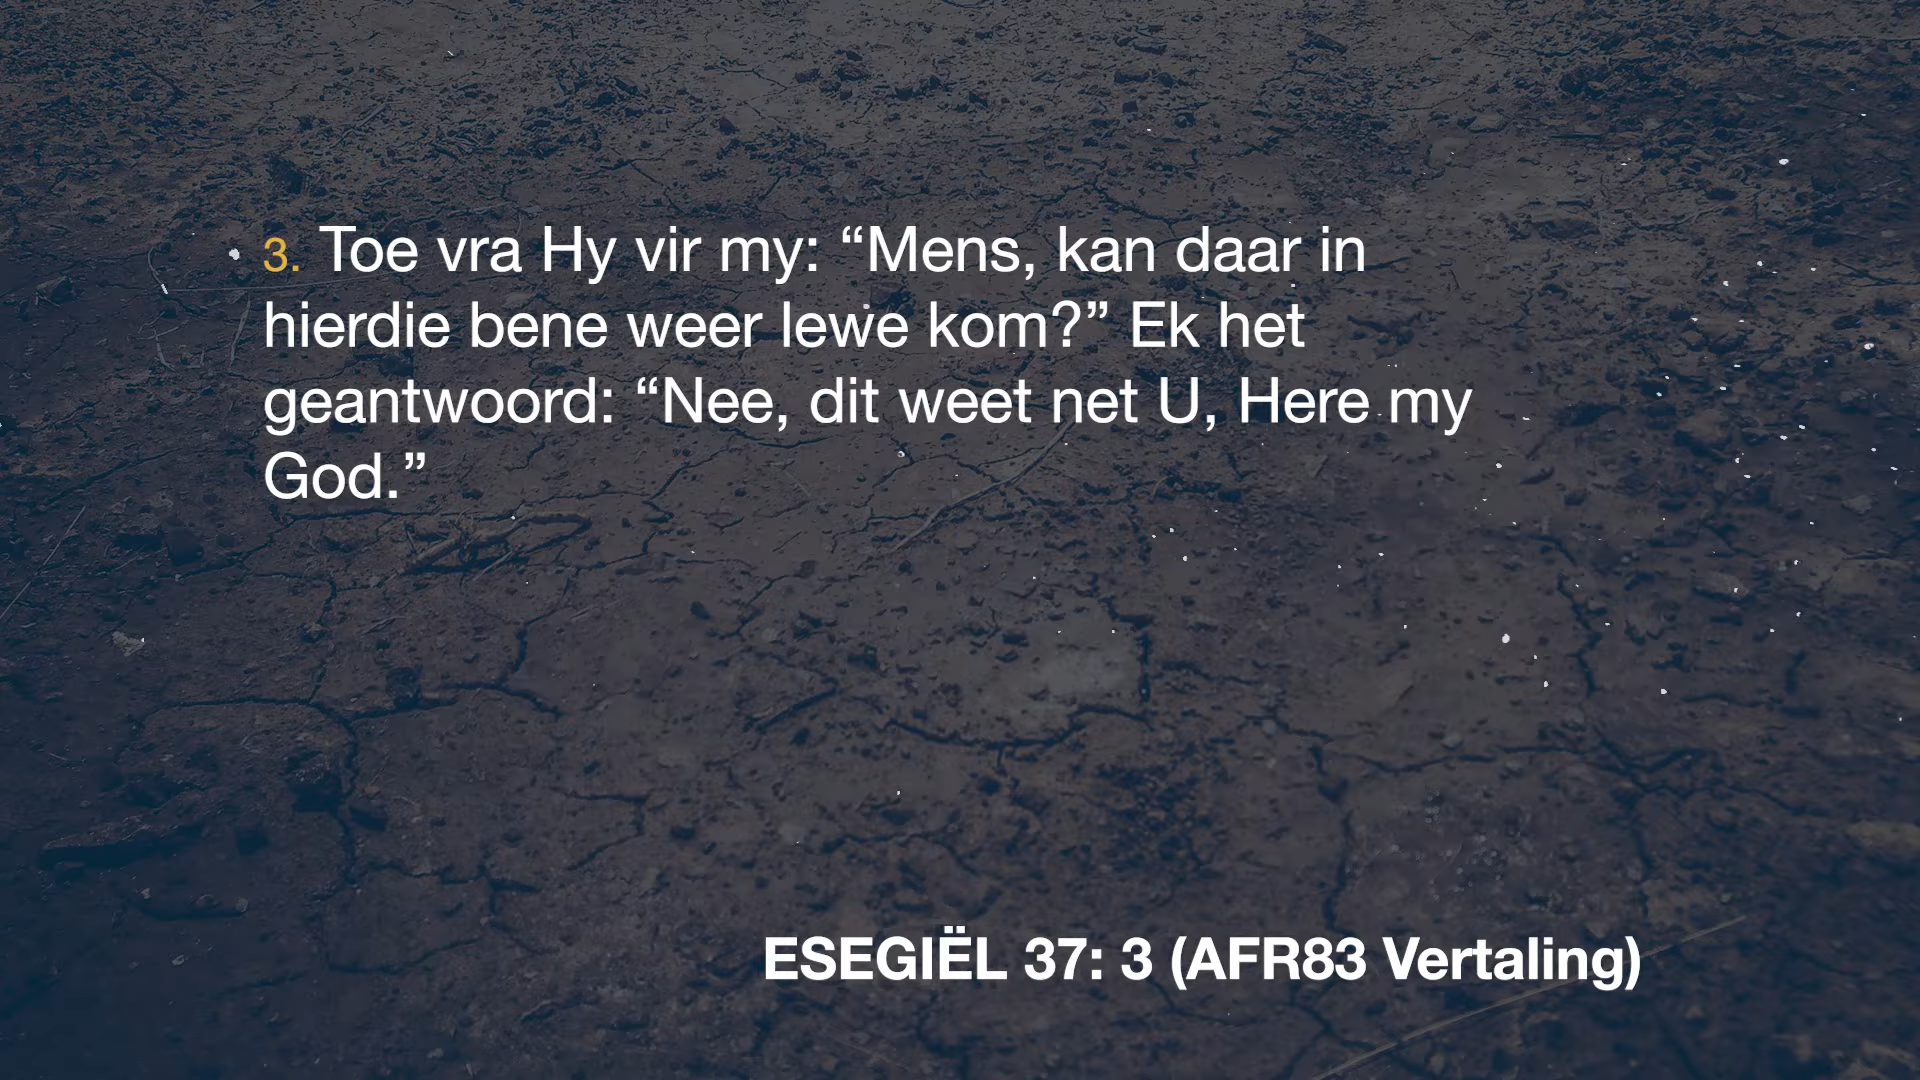 3. Toe vra Hy vir my: “Mens, kan daar in
hierdie bene weer lewe kom?” Ek het
geantwoord: “Nee, dit weet net U, Here my
God.”
ESEGIËL 37: 3 (AFR83 Vertaling)